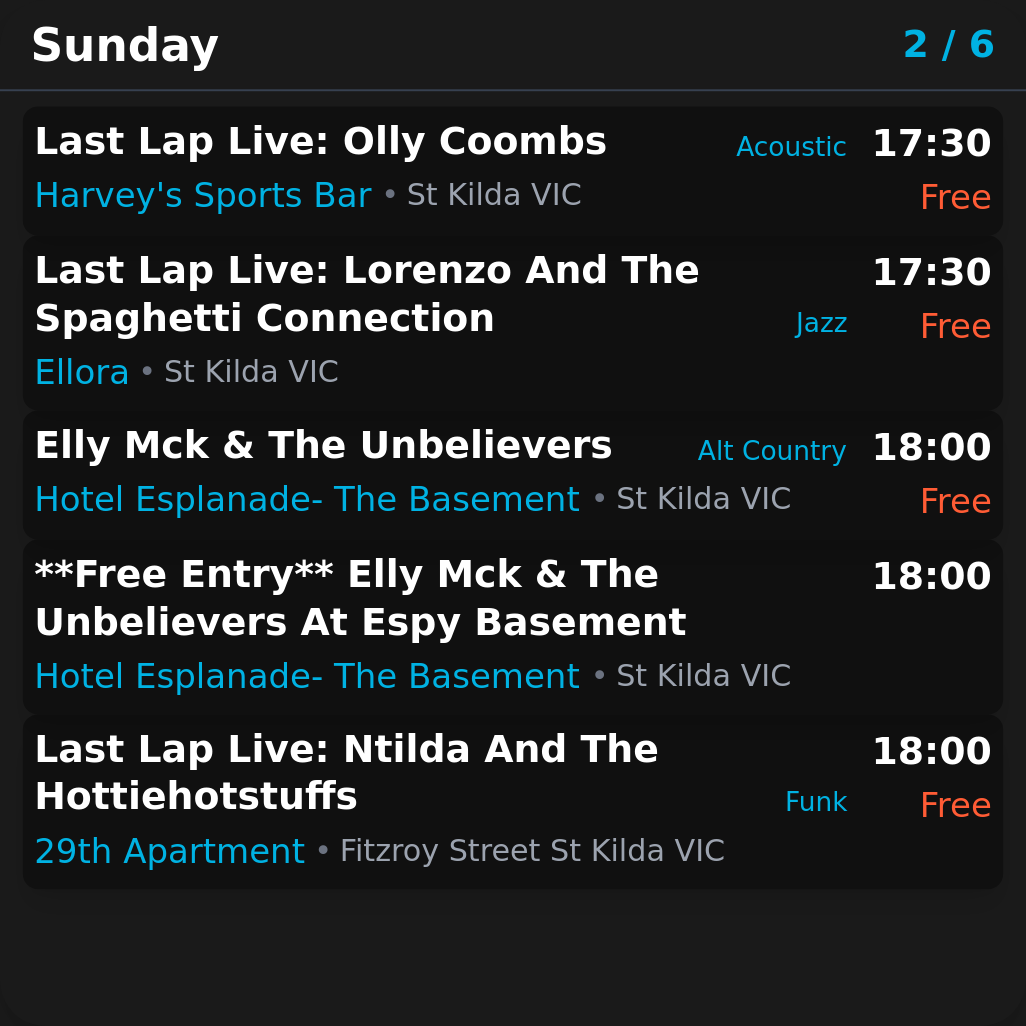 Sunday 2 / 6
Last Lap Live: Olly Coombs Acoustic 17:30
Harvey's Sports Bar • St Kilda VIC Free
Last Lap Live: Lorenzo And The 17:30
Spaghetti Connection Jazz Free
Ellora • St Kilda VIC
Elly Mck & The Unbelievers Alt Country 18:00
Hotel Esplanade- The Basement • St Kilda VIC Free
**Free Entry** Elly Mck & The 18:00
Unbelievers At Espy Basement
Hotel Esplanade- The Basement • St Kilda VIC
Last Lap Live: Ntilda And The 18:00
Hottiehotstuffs Funk Free
29th Apartment • Fitzroy Street St Kilda VIC